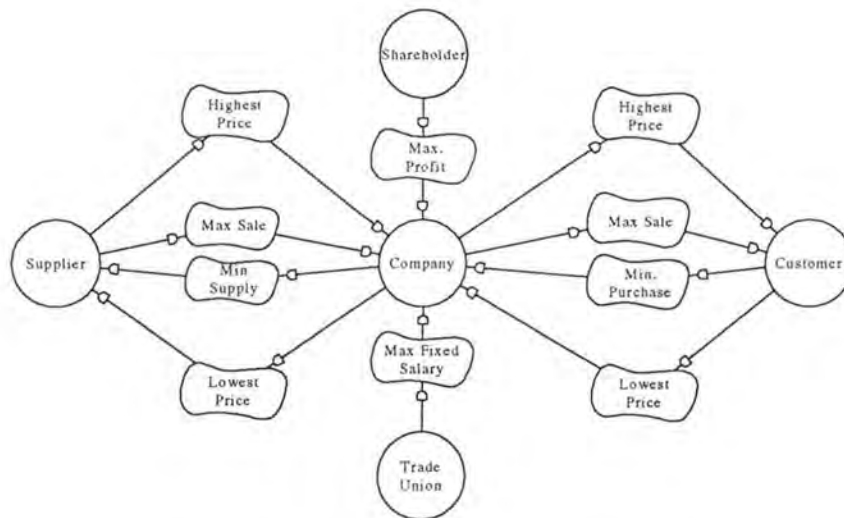 Shareholder
Highest
Price
Highest
Price
Max.
Profit
Max Sale
Max Sale
Supplier
Company
Customer
Min
Supply
Min.
Purchase
Max Fixed
Salary
Lowest
Price
Lowest
Price
Trade
Union